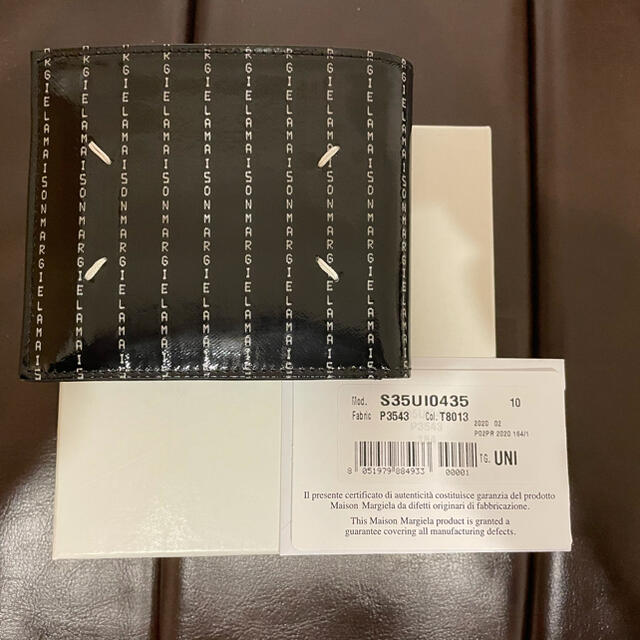 RGIELAMAISONMARGIELAMAIS
Mod. S35UI0435 10
Fabric P3543 Col. T8013
2020 02
P02PR 2020 164/1
8 051979 884933 00001 TG. UNI
Il presente certificato di autenticità costituisce garanzia del prodotto
Maison Margiela da difetti originari di fabbricazione.
This Maison Margiela product is granted a
guarantee covering all manufacturing defects.